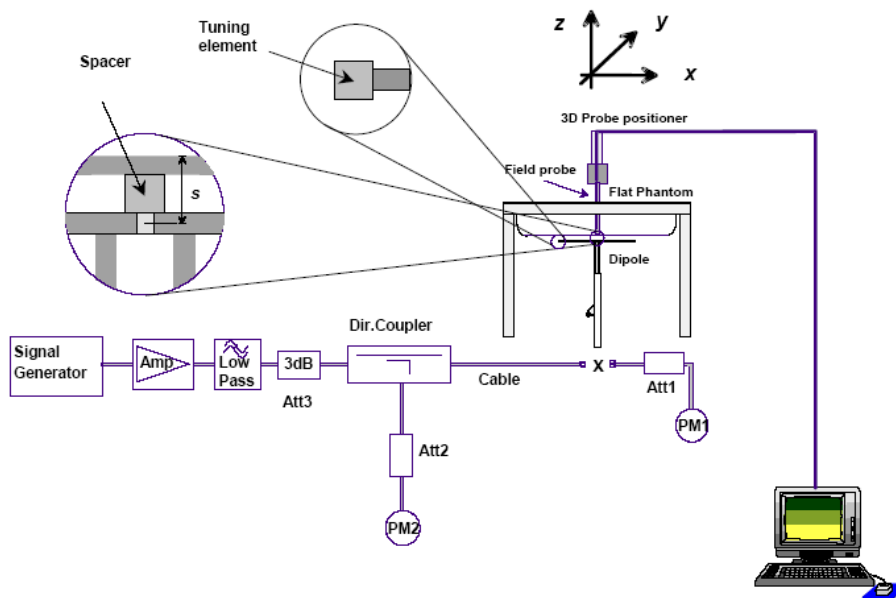 Tuning
element
Spacer
z
y
x
3D Probe positioner
Field probe
Flat Phantom
s
Dipole
Dir.Coupler
Signal
Generator
Amp
Low
Pass
3dB
Att3
Cable
x
Att1
PM1
Att2
PM2